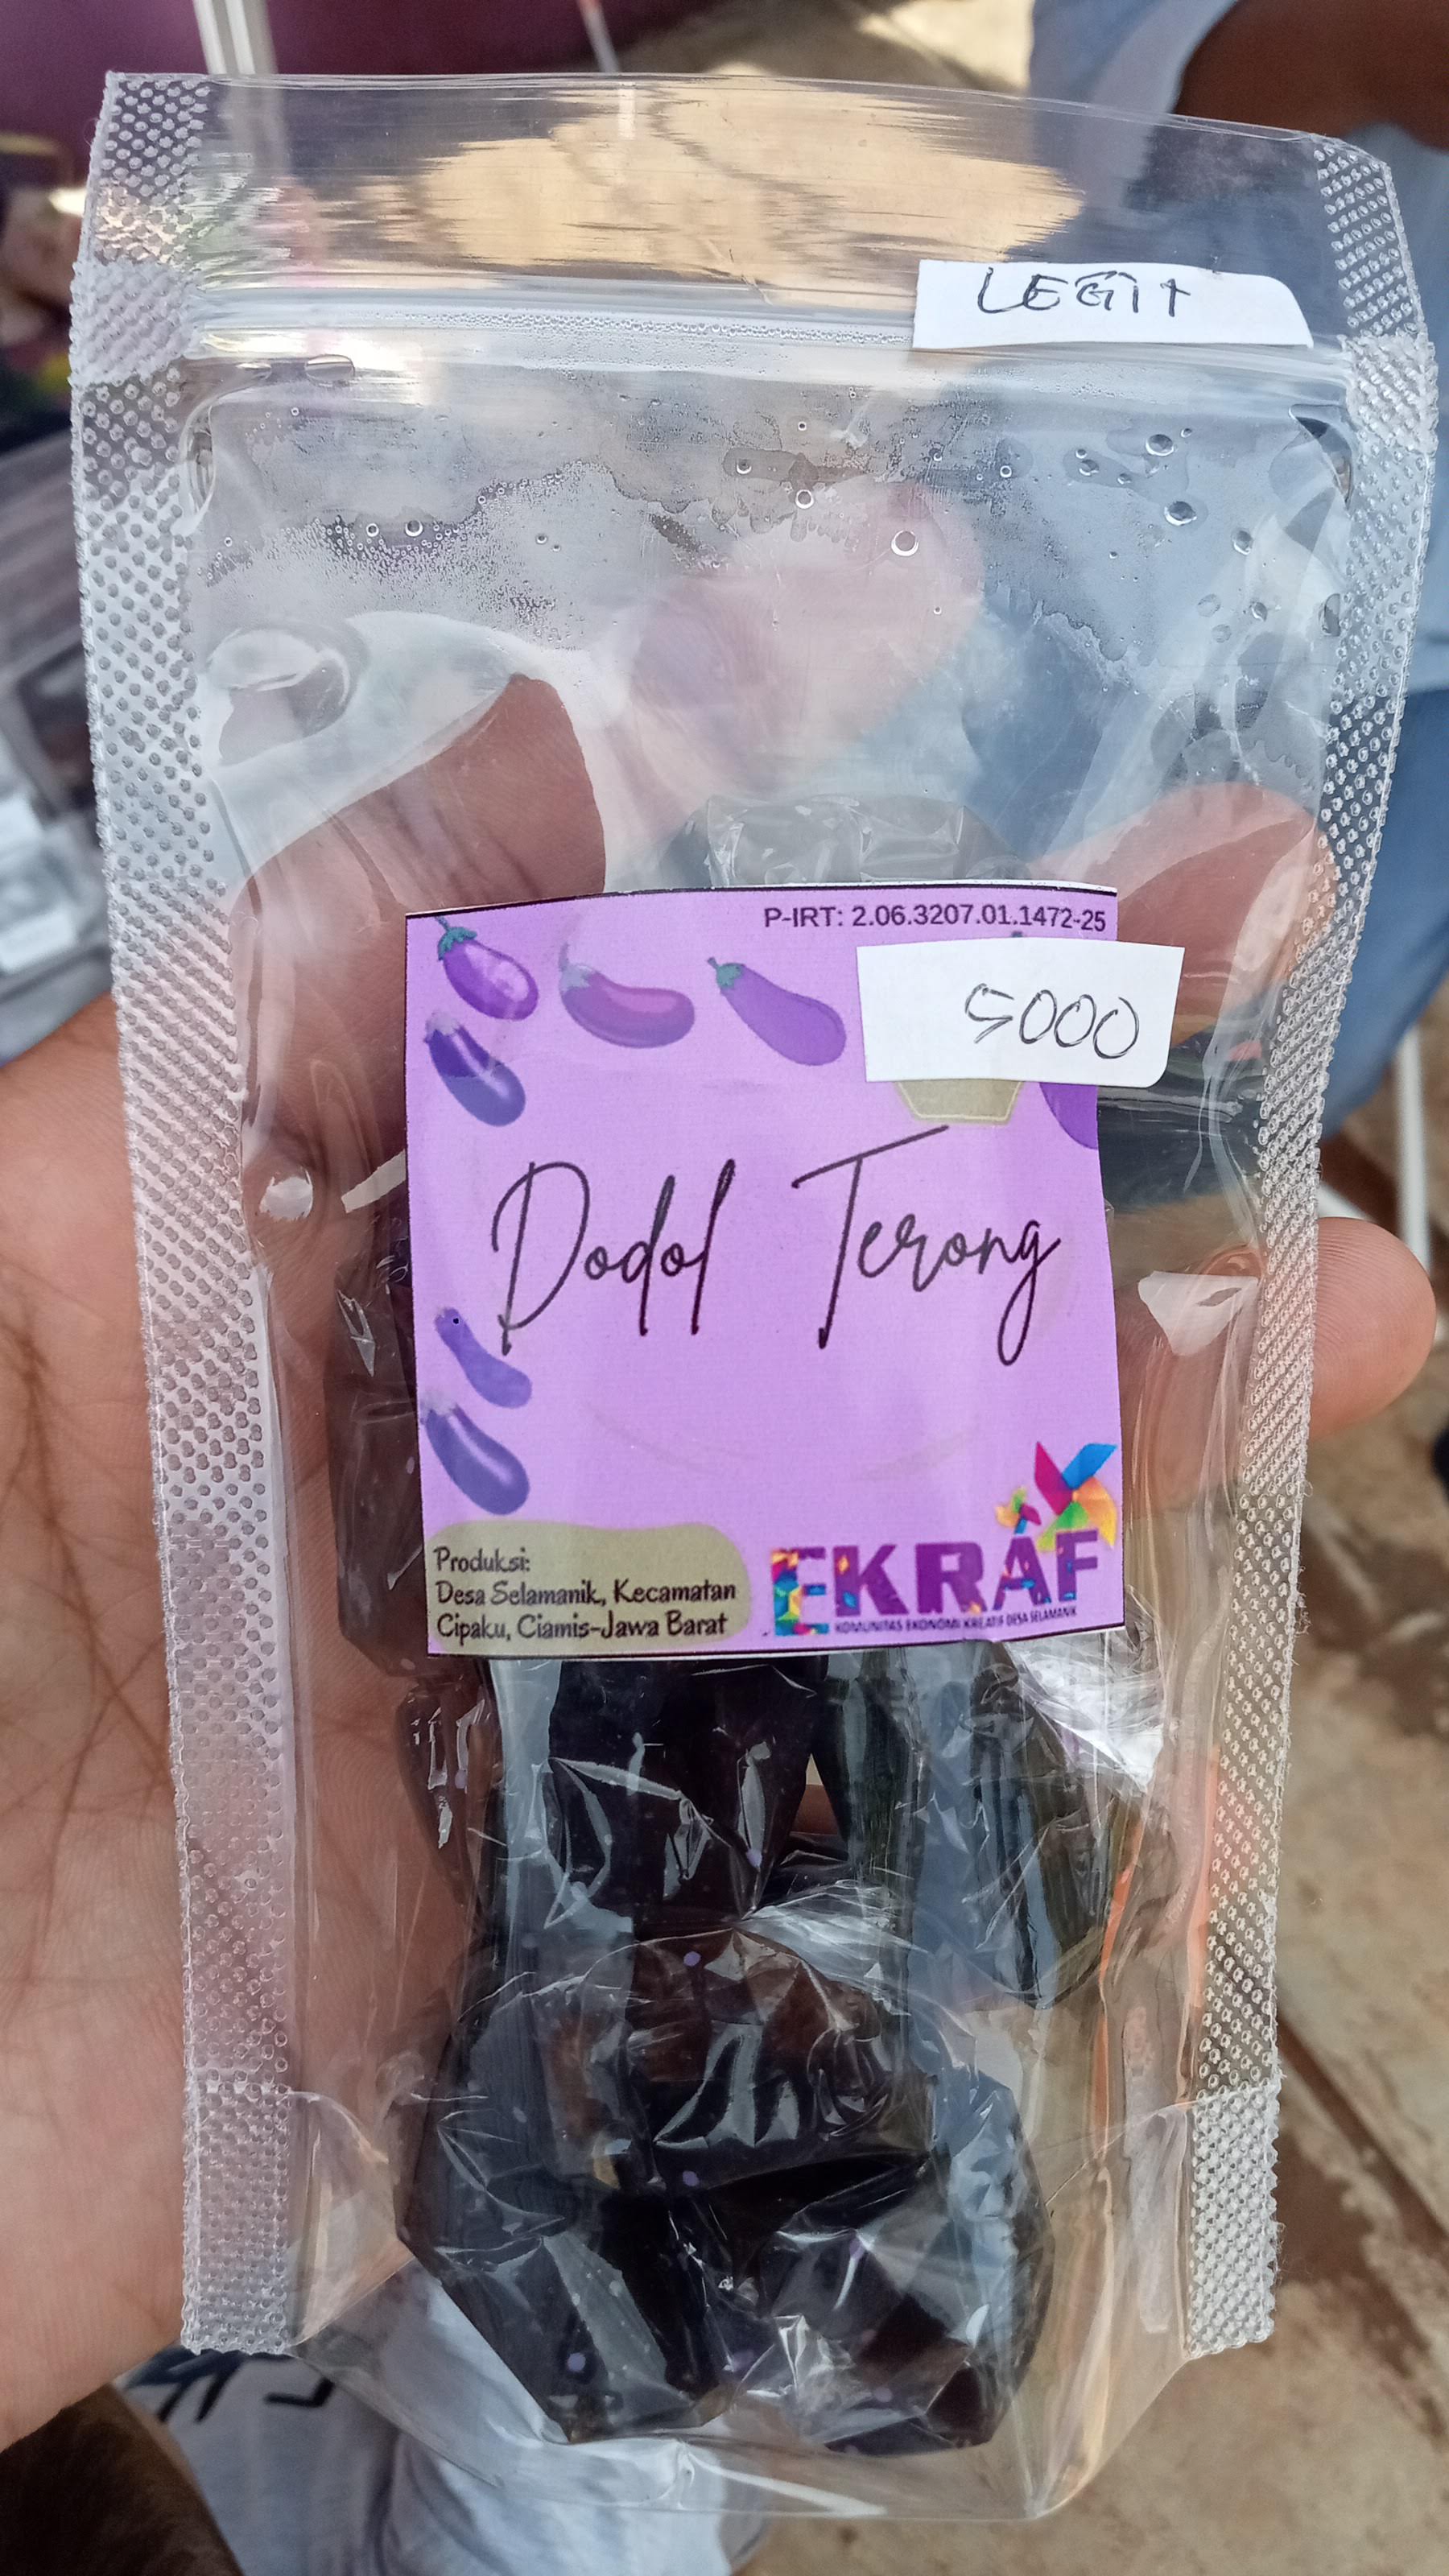 LEGIT
P-IRT: 2.06.3207.01.1472-25
5000
Dodol Terong
Produksi:
Desa Selamanik, Kecamatan
Cipaku, Ciamis-Jawa Barat
EKRAF
KOMUNITAS EKONOMI KREATIF DESA SELAMANIK